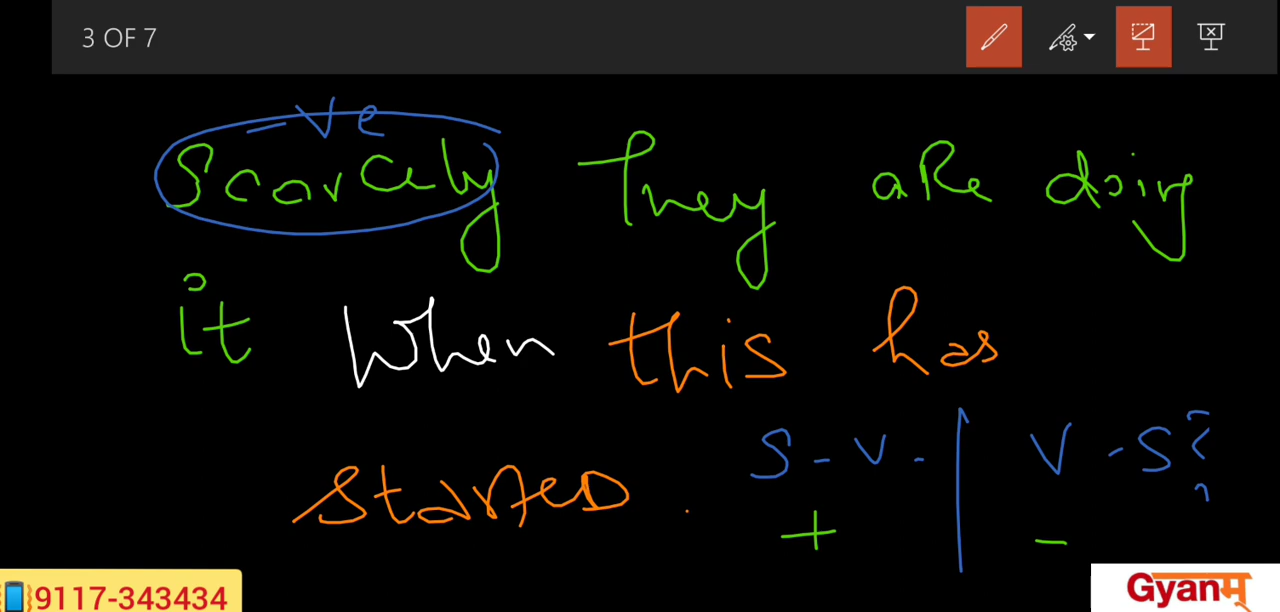 3 OF 7
-ve
Scarcely They are doing
it When this has
started.
S - V - | V - S?
+ -
9117-343434
Gyanम्